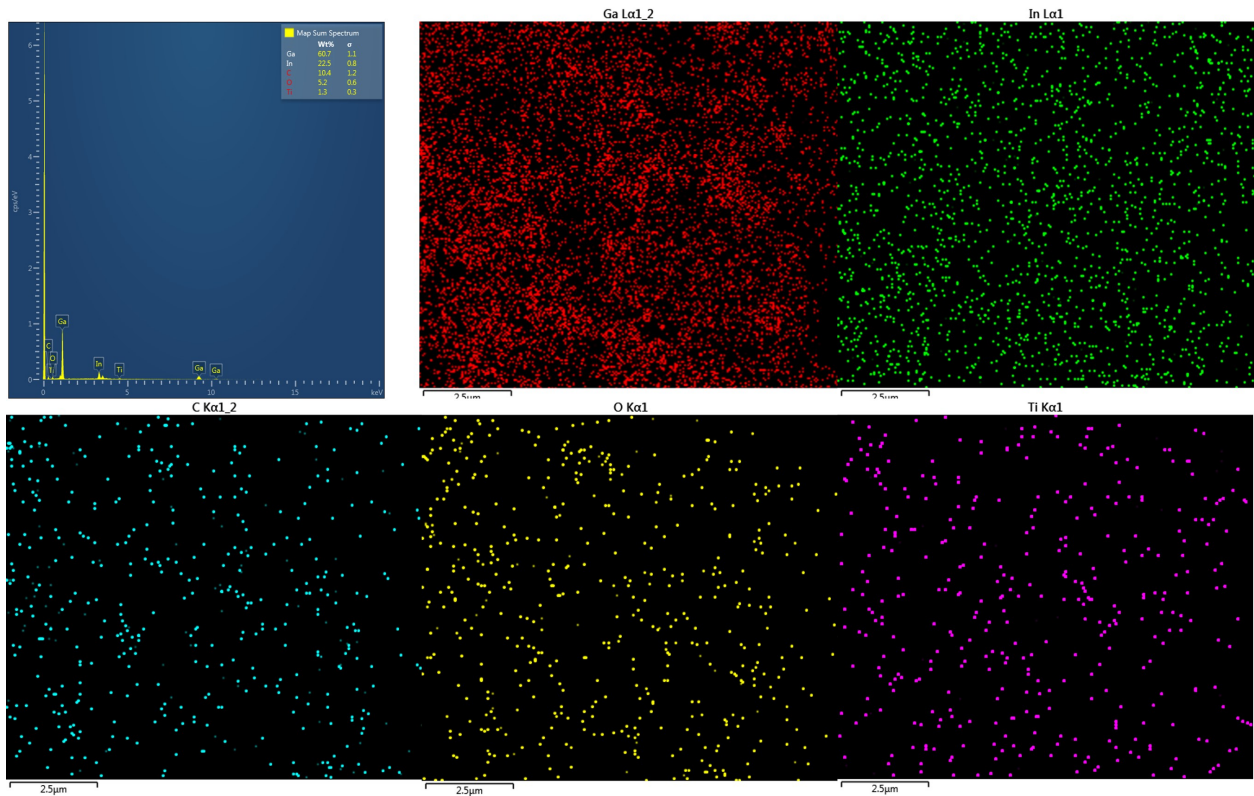 Map Sum Spectrum
Wt% σ
Ga 60.7 1.1
In 22.5 0.8
C 10.4 1.2
O 5.2 0.6
Ti 1.3 0.3
6
5
4
3
2
1
0
cps/eV
Ga
C
O
Ti
In
Ti
Ga
Ga
0 5 10 15 keV
Ga Lα1_2
2.5µm
In Lα1
2.5µm
C Kα1_2
2.5µm
O Kα1
2.5µm
Ti Kα1
2.5µm